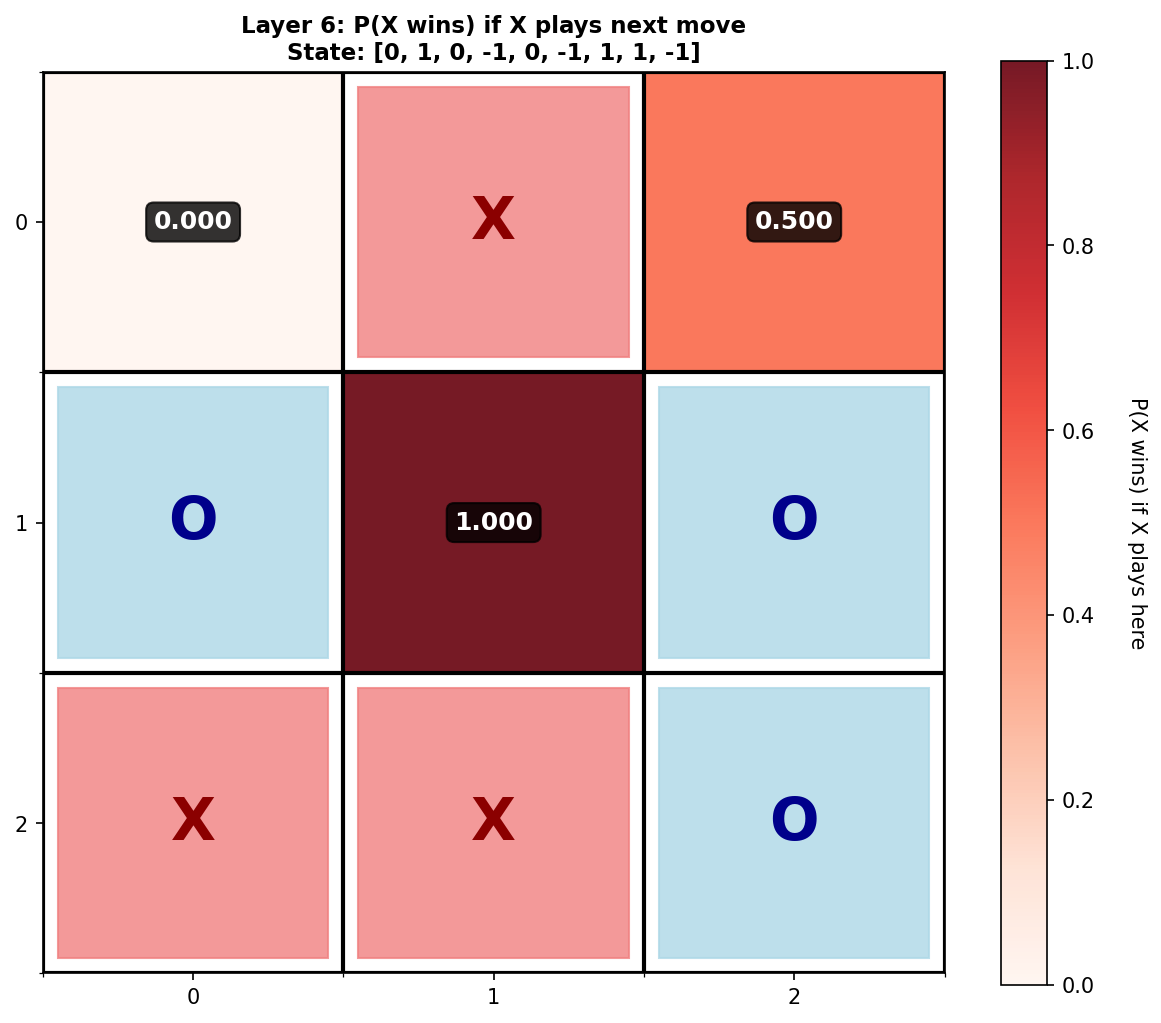 Layer 6: P(X wins) if X plays next move
State: [0, 1, 0, -1, 0, -1, 1, 1, -1]
0
0.000
X
0.500
1
O
1.000
O
2
X
X
O
0
1
2
1.0
0.8
0.6
0.4
0.2
0.0
P(X wins) if X plays here